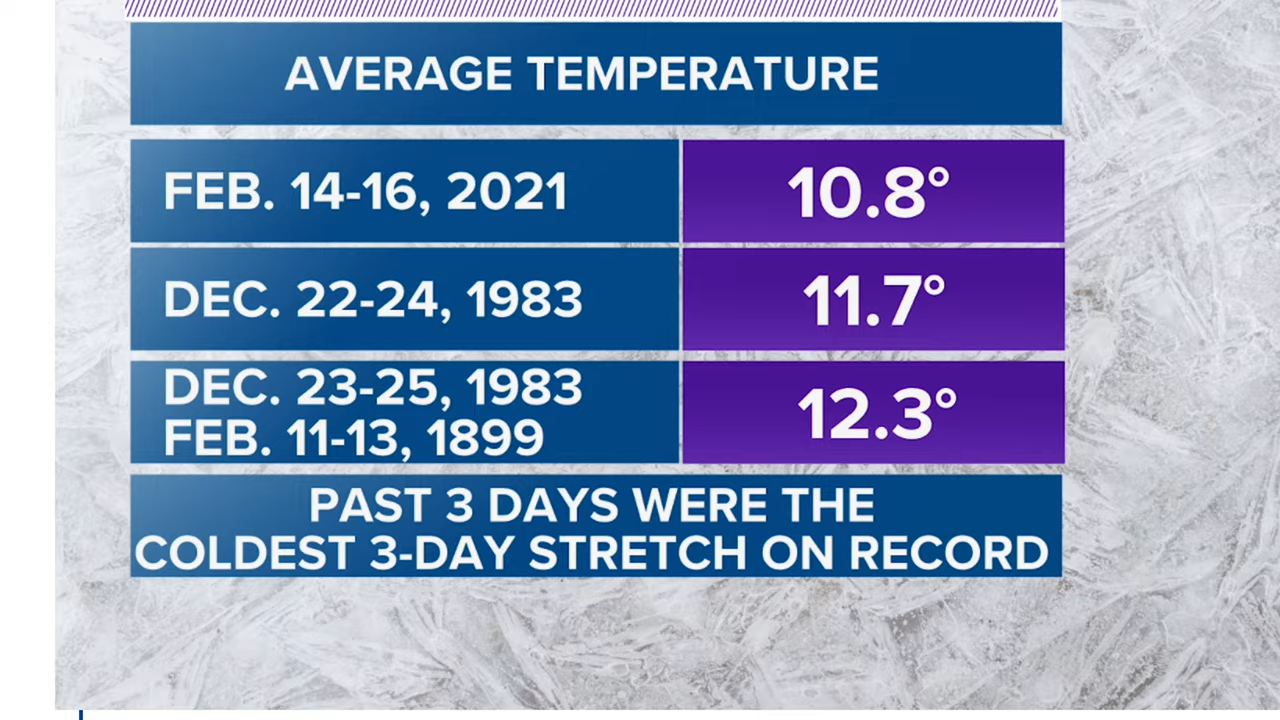 AVERAGE TEMPERATURE
FEB. 14-16, 2021 10.8°
DEC. 22-24, 1983 11.7°
DEC. 23-25, 1983
FEB. 11-13, 1899 12.3°
PAST 3 DAYS WERE THE
COLDEST 3-DAY STRETCH ON RECORD